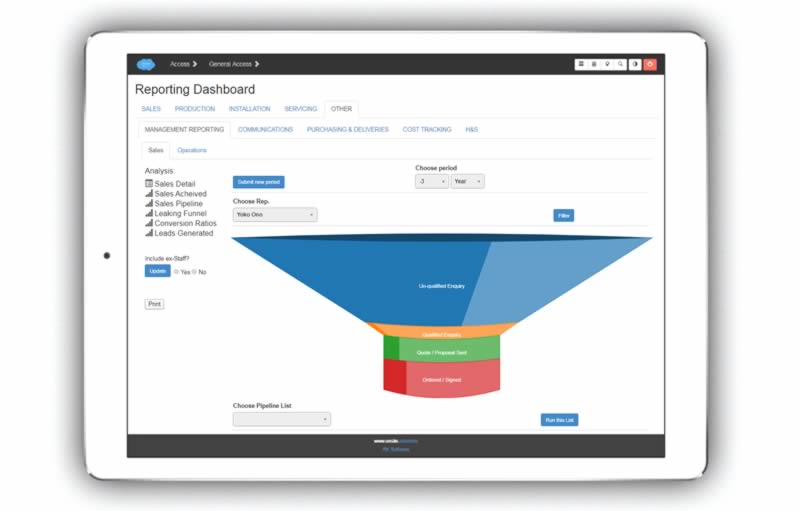 Access
General Access
Reporting Dashboard
SALES
PRODUCTION
INSTALLATION
SERVICING
OTHER
MANAGEMENT REPORTING
COMMUNICATIONS
PURCHASING & DELIVERIES
COST TRACKING
H&S
Sales
Operations
Analysis:
Sales Detail
Sales Acheived
Sales Pipeline
Leaking Funnel
Conversion Ratios
Leads Generated
Submit new period
Choose period
-3
Year
Choose Rep.
Yoko Ono
Filter
Include ex-Staff?
Update
Yes
No
Print
Un-qualified Enquiry
Qualified Enquiry
Quote / Proposal Sent
Ordered / Signed
Choose Pipeline List
Run this List